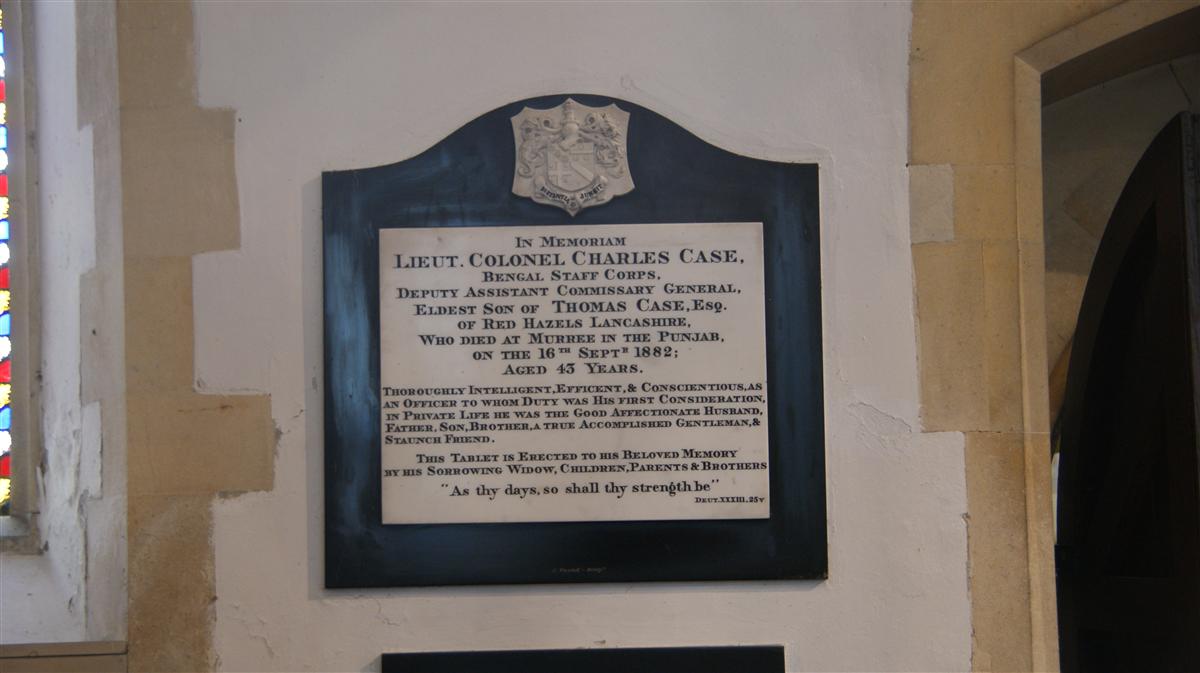 IN MEMORIAM
LIEUT. COLONEL CHARLES CASE,
BENGAL STAFF CORPS,
DEPUTY ASSISTANT COMMISSARY GENERAL,
ELDEST SON OF THOMAS CASE, ESQ.
OF RED HAZELS LANCASHIRE,
WHO DIED AT MURREE IN THE PUNJAB,
ON THE 16TH SEPTR 1882;
AGED 43 YEARS.
THOROUGHLY INTELLIGENT, EFFICENT, & CONSCIENTIOUS, AS
AN OFFICER TO WHOM DUTY WAS HIS FIRST CONSIDERATION,
IN PRIVATE LIFE HE WAS THE GOOD AFFECTIONATE HUSBAND,
FATHER, SON, BROTHER, A TRUE ACCOMPLISHED GENTLEMAN, &
STAUNCH FRIEND.
THIS TABLET IS ERECTED TO HIS BELOVED MEMORY
BY HIS SORROWING WIDOW, CHILDREN, PARENTS & BROTHERS
"As thy days, so shall thy strength be"
DEUT. XXXIII. 25V